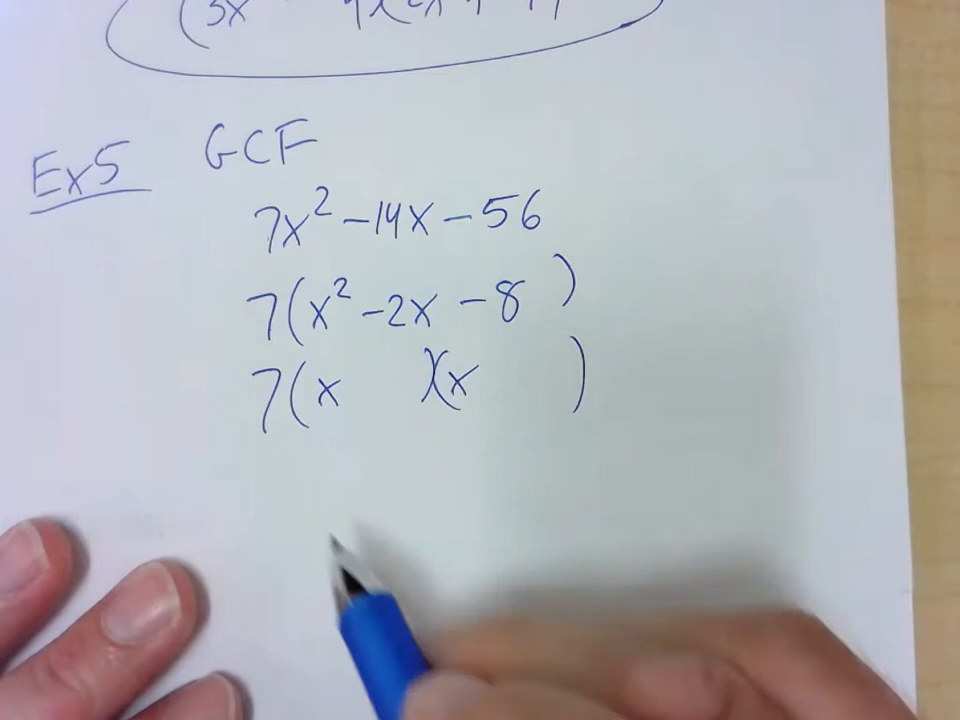 Ex5 GCF
7x² -14x - 56
7(x² -2x -8 )
7(x )(x )